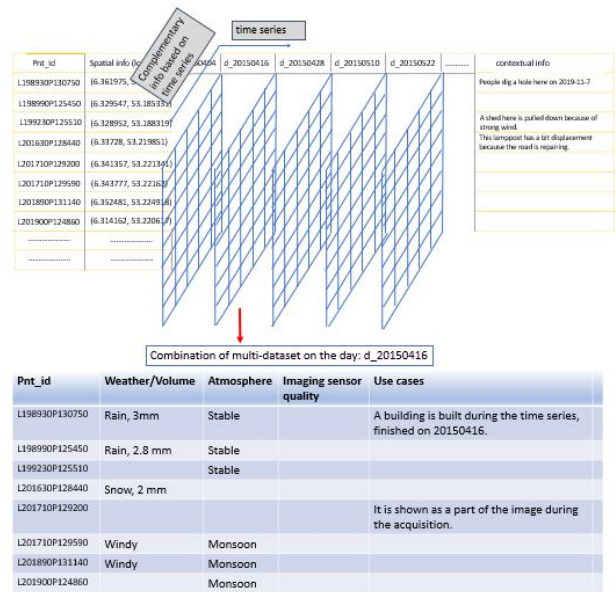 time series
Complementary
info based on
time series
Pnt_id Spatial info d_20150416 d_20150428 d_20150510 d_20150522 ........... contextual info
L198930P130750 (6.361975, People dig a hole here on 2019-11-7
L198990P125450 (6.329547, 53.185335)
L199230P125510 (6.328952, 53.188319) A shed here is pulled down because of
strong wind.
L201630P128440 (6.33728, 53.219851) This lamppost has a bit displacement
because the road is repairing.
L201710P129200 (6.341357, 53.221341)
L201710P129590 (6.343777, 53.22162)
L201890P131140 (6.352481, 53.224918)
L201900P124860 (6.314162, 53.220617)
Combination of multi-dataset on the day: d_20150416
Pnt_id Weather/Volume Atmosphere Imaging sensor Use cases
quality
L198930P130750 Rain, 3mm Stable A building is built during the time series,
finished on 20150416.
L198990P125450 Rain, 2.8 mm Stable
L199230P125510 Stable
L201630P128440 Snow, 2 mm
L201710P129200 It is shown as a part of the image during
the acquisition.
L201710P129590 Windy Monsoon
L201890P131140 Windy Monsoon
L201900P124860 Monsoon